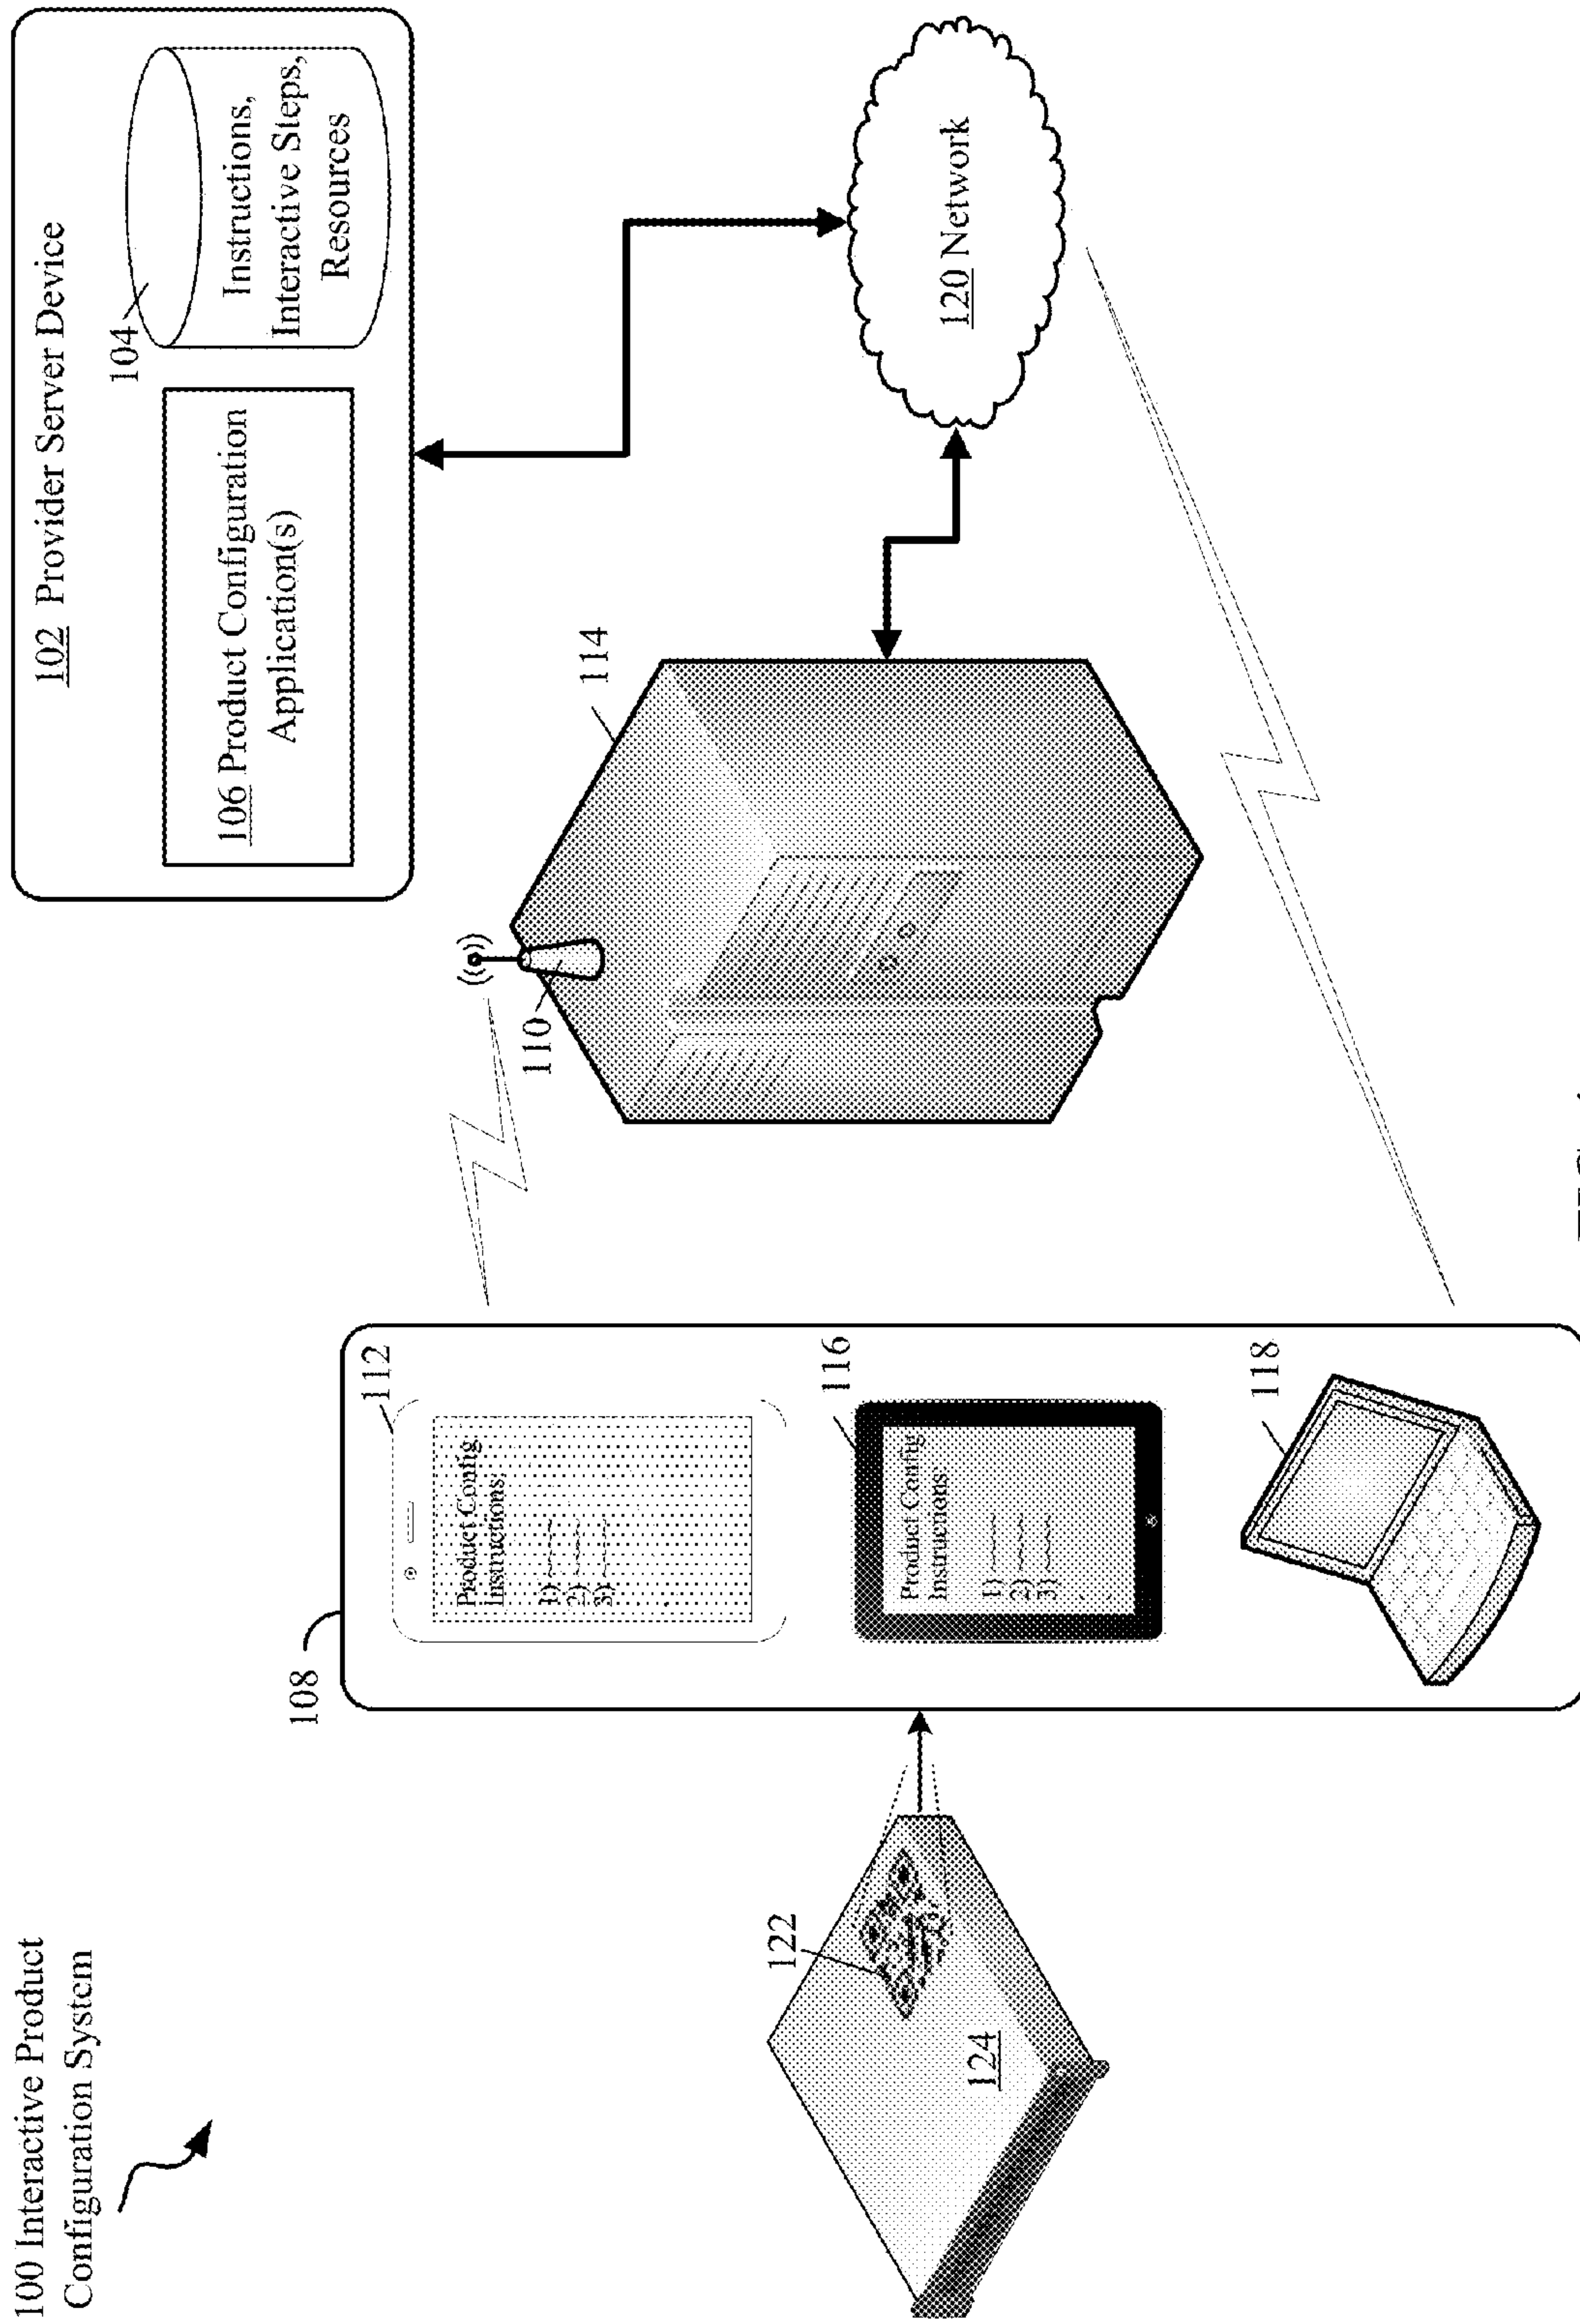 100 Interactive Product
Configuration System
102 Provider Server Device
106 Product Configuration
Application(s)
104
Instructions,
Interactive Steps,
Resources
108
112
Product Config
Instructions:
1)
2)
3)
116
Product Config
Instructions:
1)
2)
3)
118
110
114
120 Network
122
124